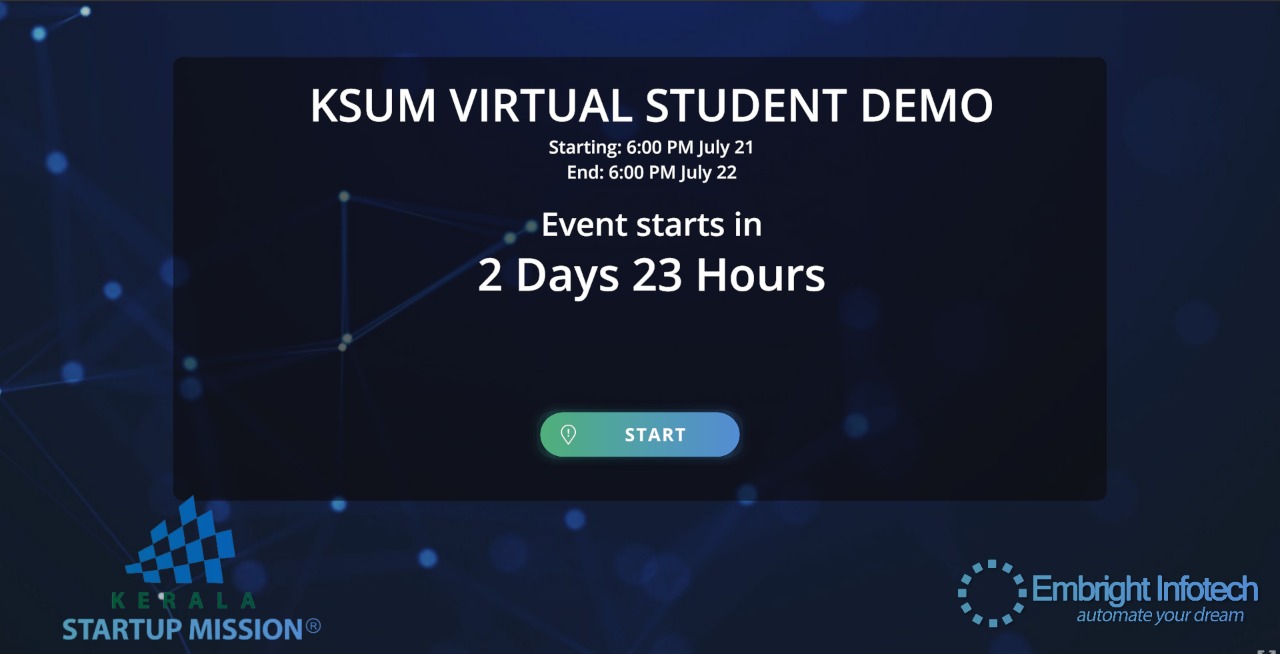 KSUM VIRTUAL STUDENT DEMO
Starting: 6:00 PM July 21
End: 6:00 PM July 22
Event starts in
2 Days 23 Hours
START
KERALA
STARTUP MISSION®
Embright Infotech
automate your dream